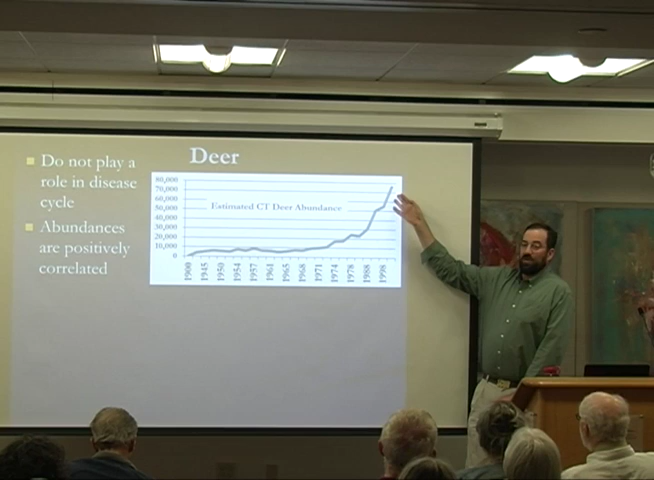 Deer
Do not play a
role in disease
cycle
Abundances
are positively
correlated
Estimated CT Deer Abundance
80,000
70,000
60,000
50,000
40,000
30,000
20,000
10,000
0
1900
1945
1950
1954
1957
1961
1965
1968
1971
1974
1978
1988
1998